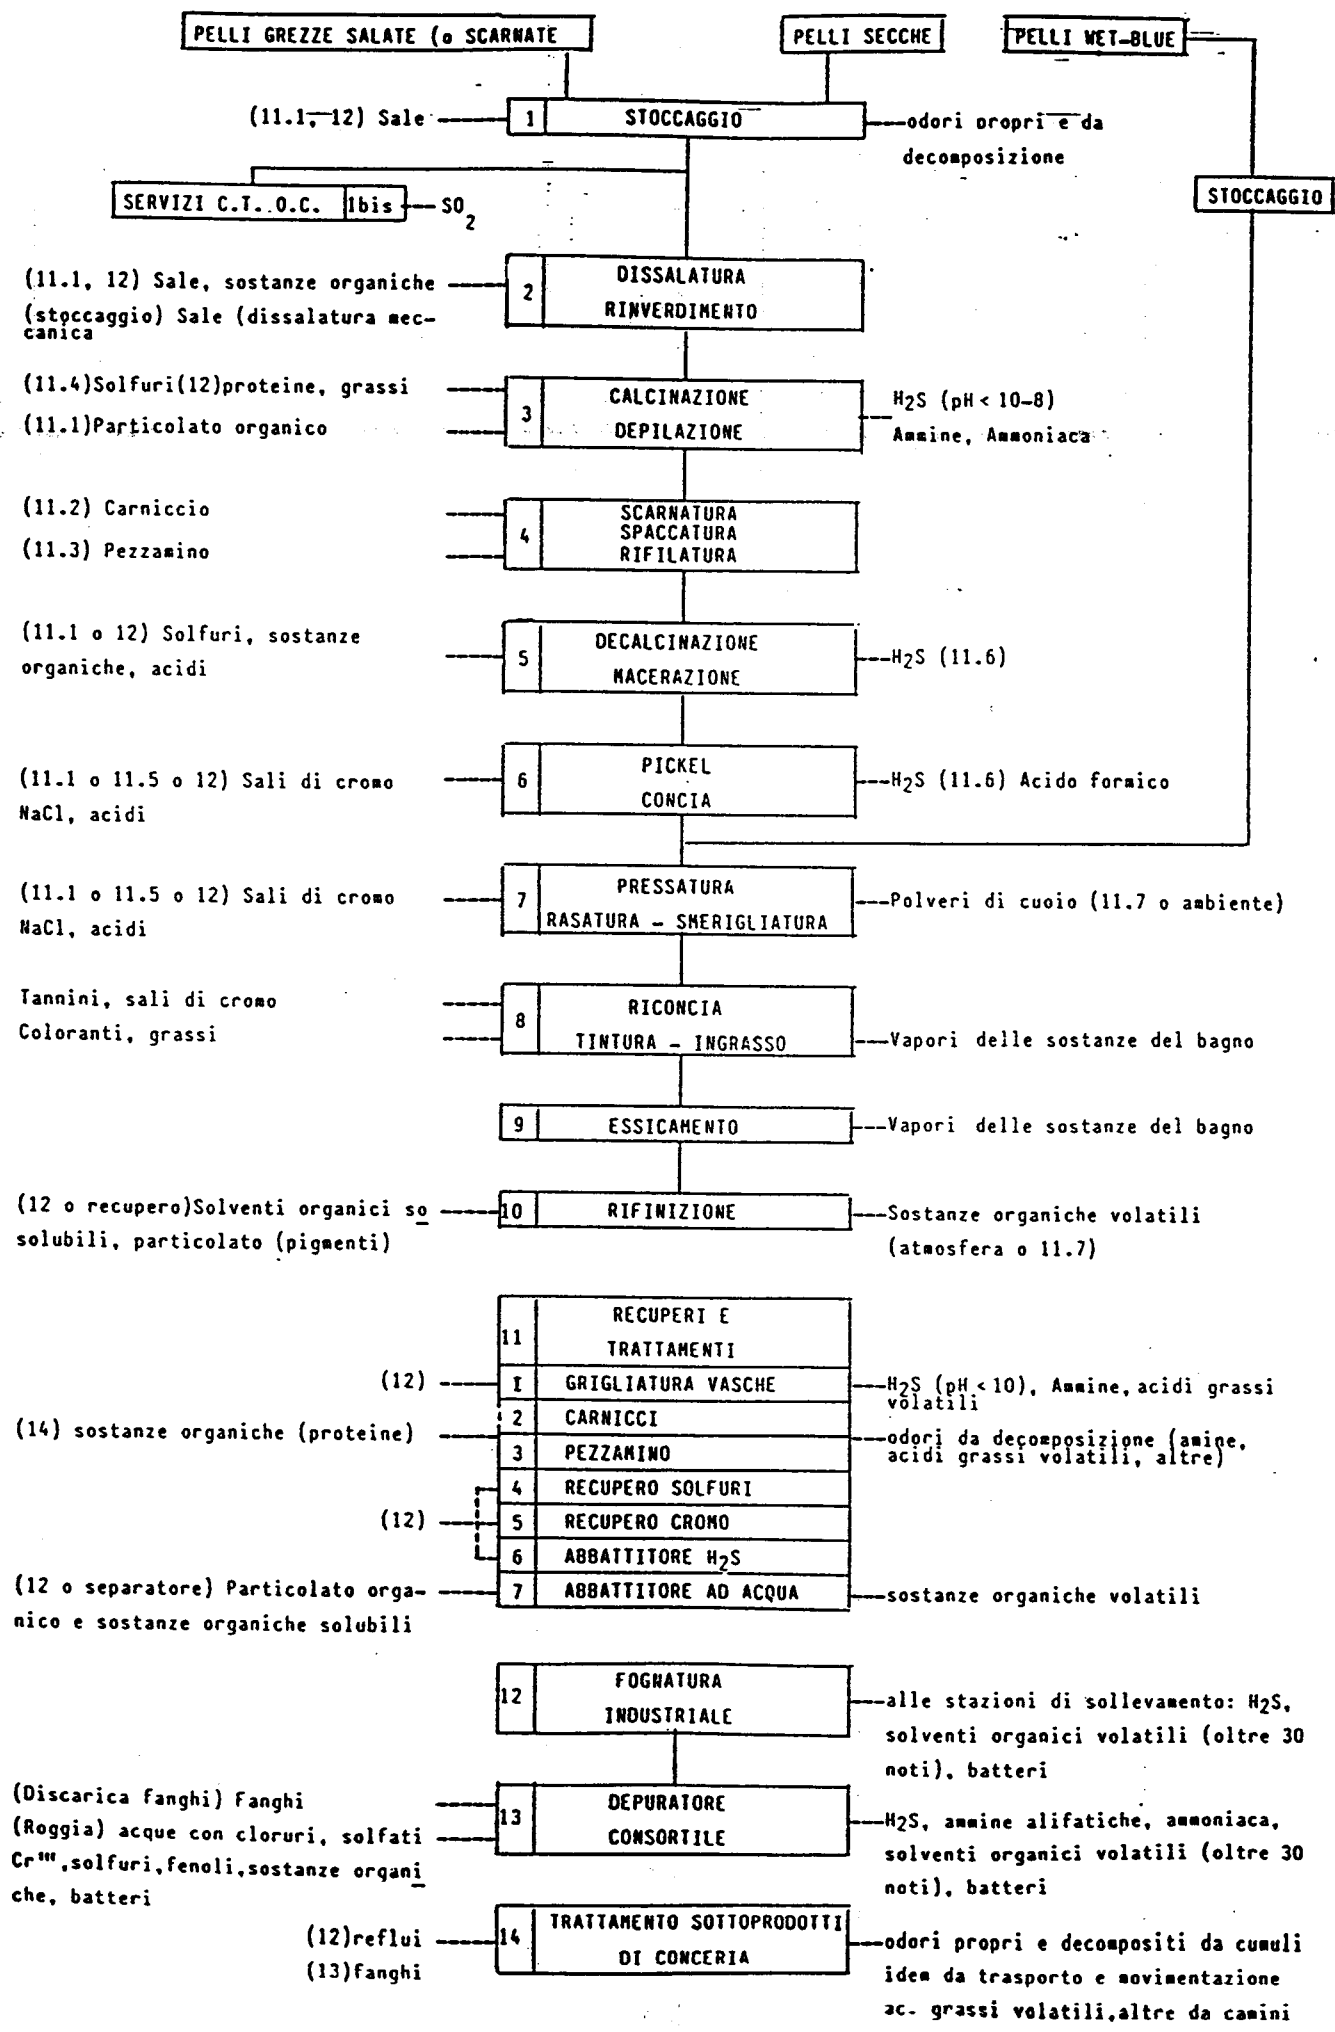 PELLI GREZZE SALATE (o SCARNATE
PELLI SECCHE
PELLI WET-BLUE
(11.1, 12) Sale
1
STOCCAGGIO
odori propri e da
decomposizione
SERVIZI C.T..O.C.
Ibis
SO2
STOCCAGGIO
(11.1, 12) Sale, sostanze organiche
(stoccaggio) Sale (dissalatura mec-
canica
2
DISSALATURA
RINVERDIMENTO
(11.4)Solfuri(12)proteine, grassi
(11.1)Particolato organico
3
CALCINAZIONE
DEPILAZIONE
H2S (pH < 10-8)
Ammine, Ammoniaca
(11.2) Carniccio
(11.3) Pezzamino
4
SCARNATURA
SPACCATURA
RIFILATURA
(11.1 o 12) Solfuri, sostanze
organiche, acidi
5
DECALCINAZIONE
MACERAZIONE
H2S (11.6)
(11.1 o 11.5 o 12) Sali di cromo
NaCl, acidi
6
PICKEL
CONCIA
H2S (11.6) Acido formico
(11.1 o 11.5 o 12) Sali di cromo
NaCl, acidi
7
PRESSATURA
RASATURA - SMERIGLIATURA
Polveri di cuoio (11.7 o ambiente)
Tannini, sali di cromo
Coloranti, grassi
8
RICONCIA
TINTURA - INGRASSO
Vapori delle sostanze del bagno
9
ESSICAMENTO
Vapori delle sostanze del bagno
(12 o recupero)Solventi organici so
solubili, particolato (pigmenti)
10
RIFINIZIONE
Sostanze organiche volatili
(atmosfera o 11.7)
11
RECUPERI E
TRATTAMENTI
(12)
I
GRIGLIATURA VASCHE
H2S (pH < 10), Ammine, acidi grassi
volatili
(14) sostanze organiche (proteine)
2
CARNICCI
3
PEZZAMINO
odori da decomposizione (amine,
acidi grassi volatili, altre)
4
RECUPERO SOLFURI
(12)
5
RECUPERO CROMO
6
ABBATTITORE H2S
(12 o separatore) Particolato orga-
nico e sostanze organiche solubili
7
ABBATTITORE AD ACQUA
sostanze organiche volatili
12
FOGNATURA
INDUSTRIALE
alle stazioni di sollevamento: H2S,
solventi organici volatili (oltre 30
noti), batteri
(Discarica fanghi) Fanghi
(Roggia) acque con cloruri, solfati
Cr''',solfuri,fenoli,sostanze organi
che, batteri
13
DEPURATORE
CONSORTILE
H2S, ammine alifatiche, ammoniaca,
solventi organici volatili (oltre 30
noti), batteri
(12)reflui
(13)fanghi
14
TRATTAMENTO SOTTOPRODOTTI
DI CONCERIA
odori propri e decompositi da cumuli
idem da trasporto e movimentazione
ac. grassi volatili,altre da camini